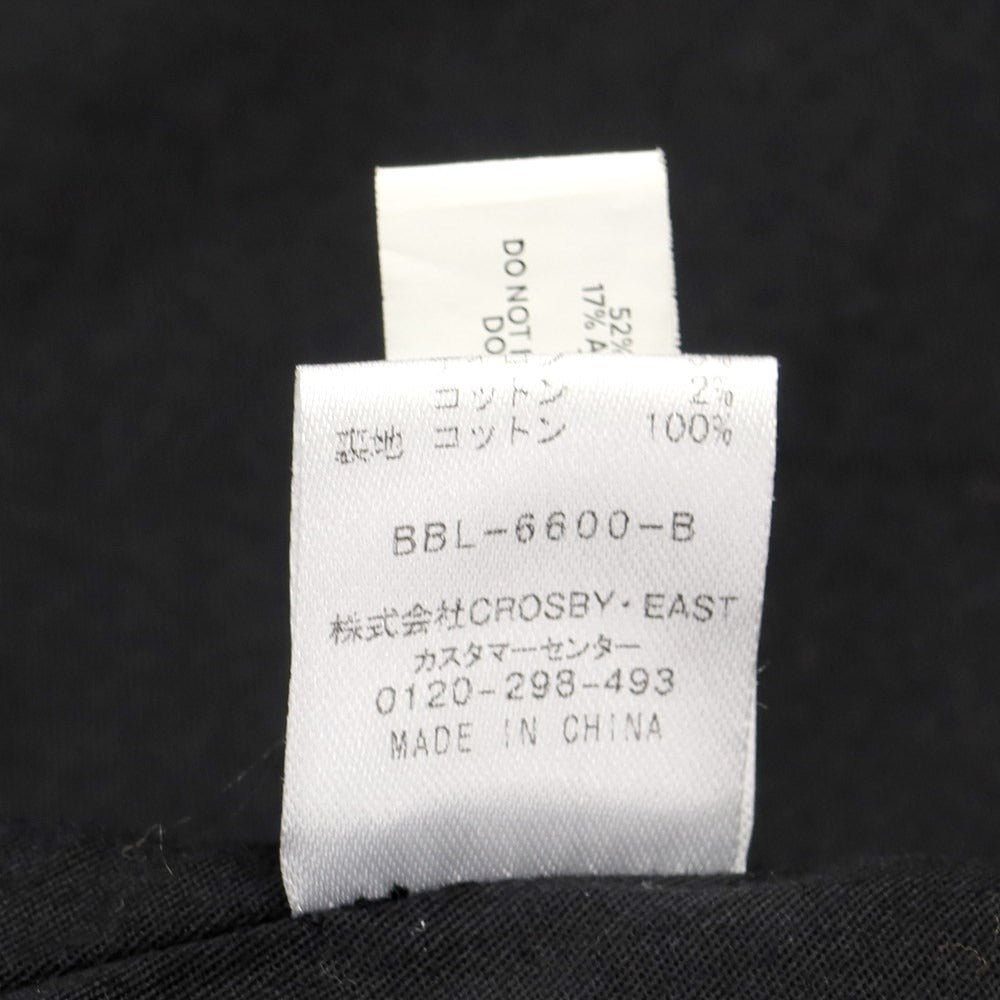 DO NOT
DO
52%
17% A
コットン 2%
裏地 コットン 100%
BBL-6600-B
株式会社CROSBY・EAST
カスタマーセンター
0120-298-493
MADE IN CHINA